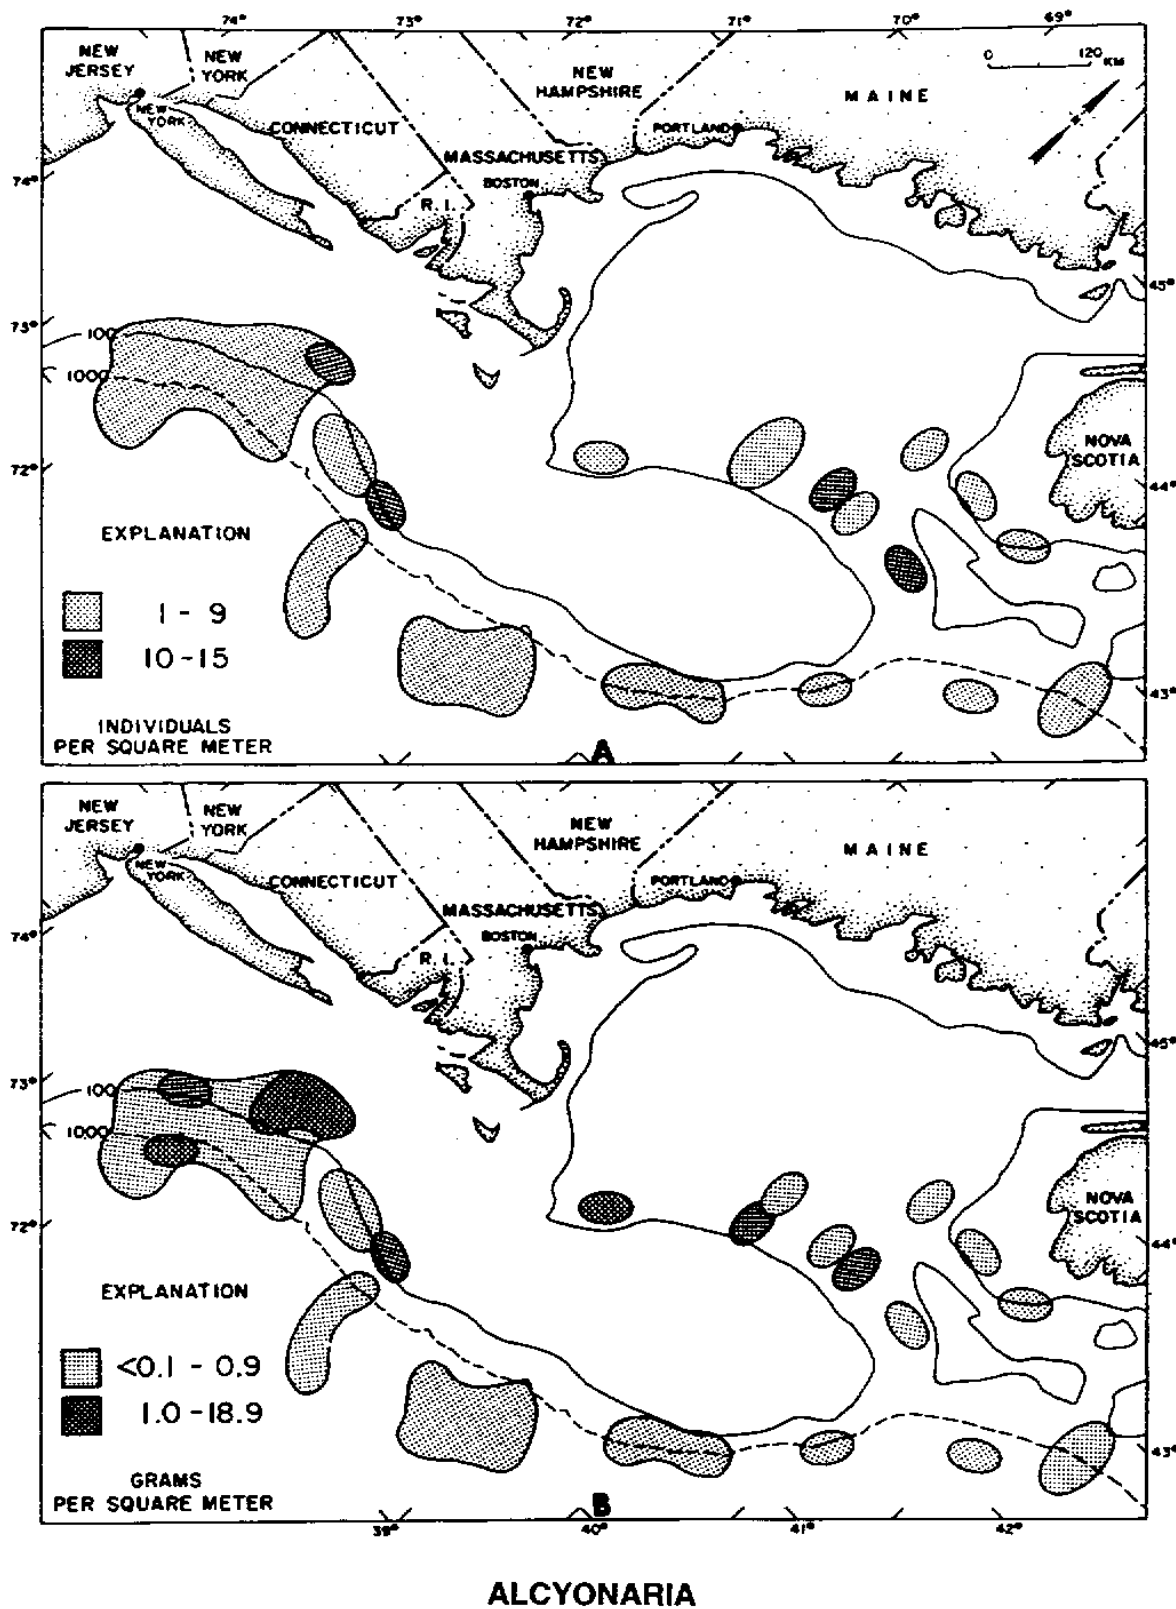 74° 73° 72° 71° 70° 69°
NEW
JERSEY
NEW
YORK
NEW
YORK
CONNECTICUT
NEW
HAMPSHIRE
MAINE
0 120 KM
PORTLAND
MASSACHUSETTS
BOSTON
R. I.
74°
45°
73°
100
1000
NOVA
SCOTIA
72°
44°
EXPLANATION
1 - 9
10 - 15
43°
INDIVIDUALS
PER SQUARE METER
A
NEW
JERSEY
NEW
YORK
NEW
YORK
CONNECTICUT
NEW
HAMPSHIRE
MAINE
PORTLAND
MASSACHUSETTS
BOSTON
R. I.
74°
45°
73°
100
1000
NOVA
SCOTIA
72°
44°
EXPLANATION
<0.1 - 0.9
1.0 - 18.9
43°
GRAMS
PER SQUARE METER
B
39° 40° 41° 42°
ALCYONARIA